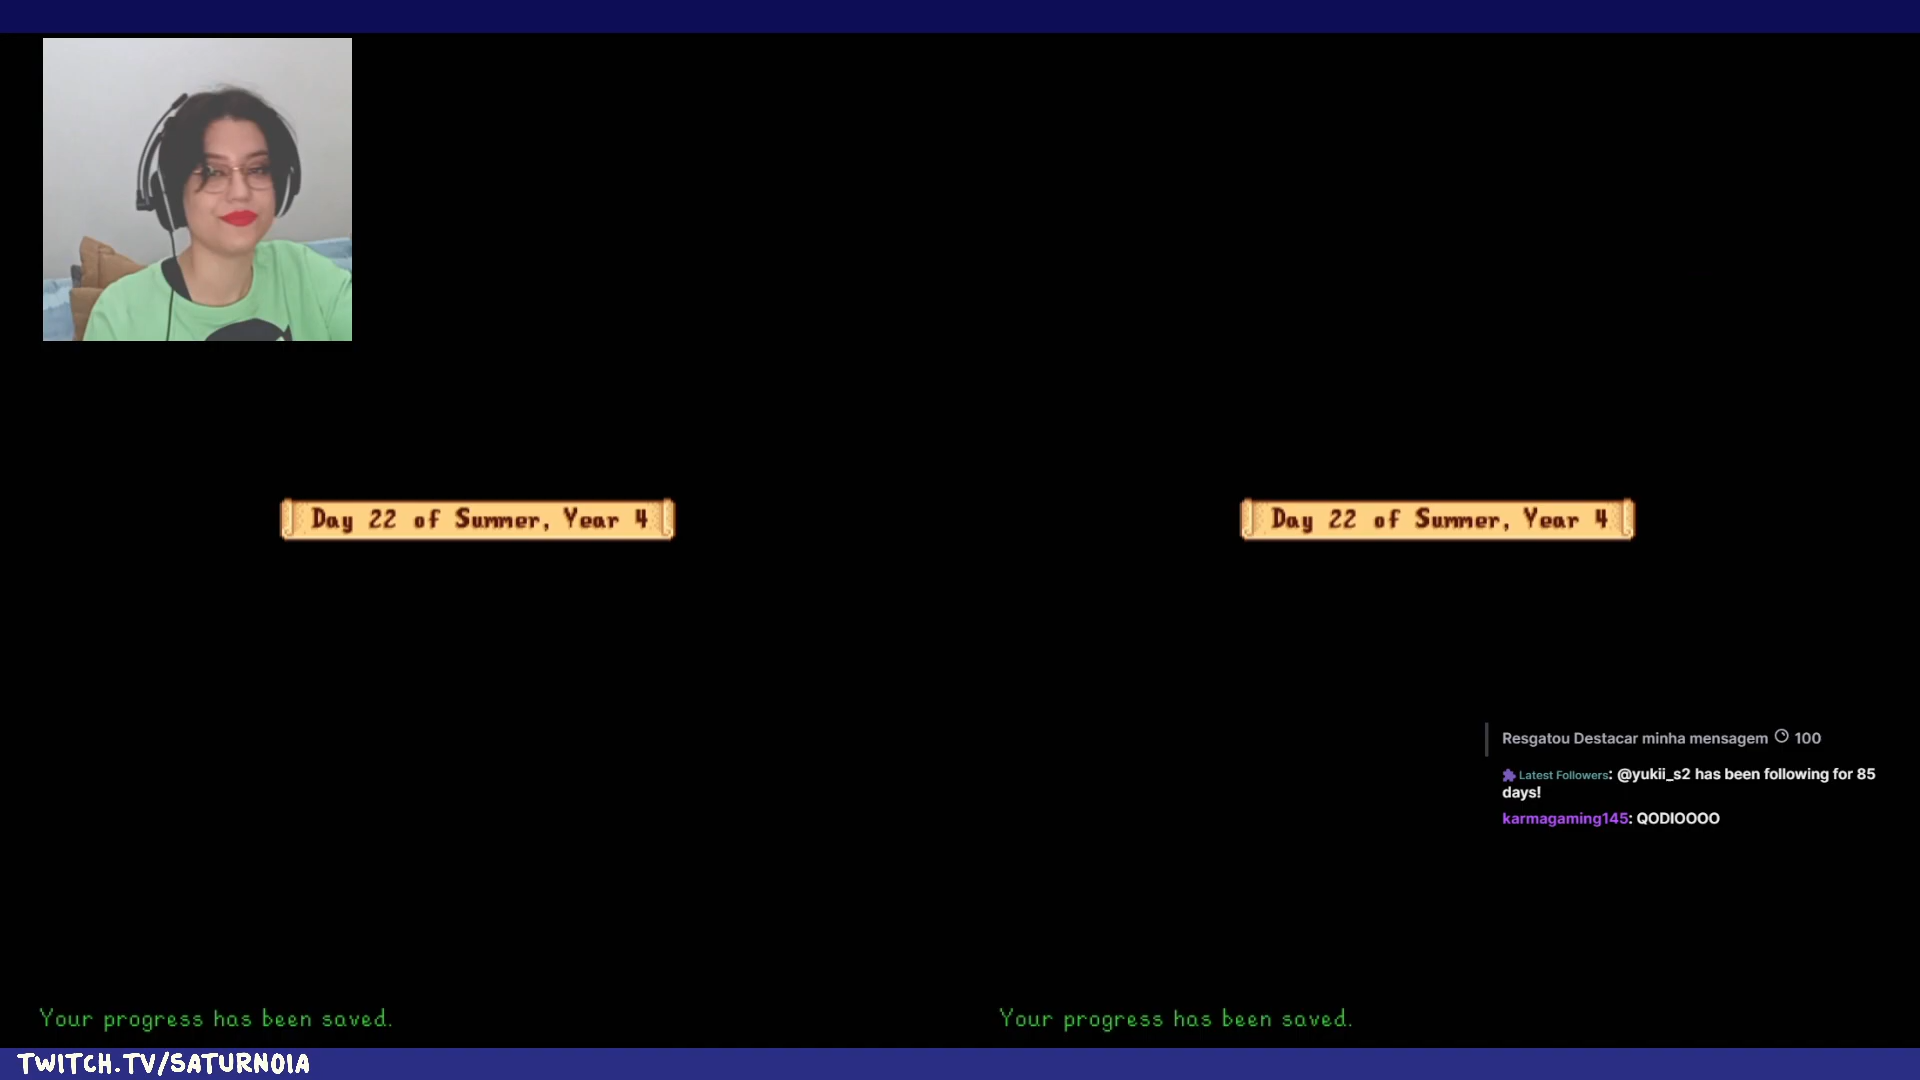 Day 22 of Summer, Year 4
Day 22 of Summer, Year 4
Resgatou Destacar minha mensagem 100
Latest Followers: @yukii_s2 has been following for 85
days!
karmagaming145: QODIOOOO
Your progress has been saved.
Your progress has been saved.
TWITCH.TV/SATURNOIA